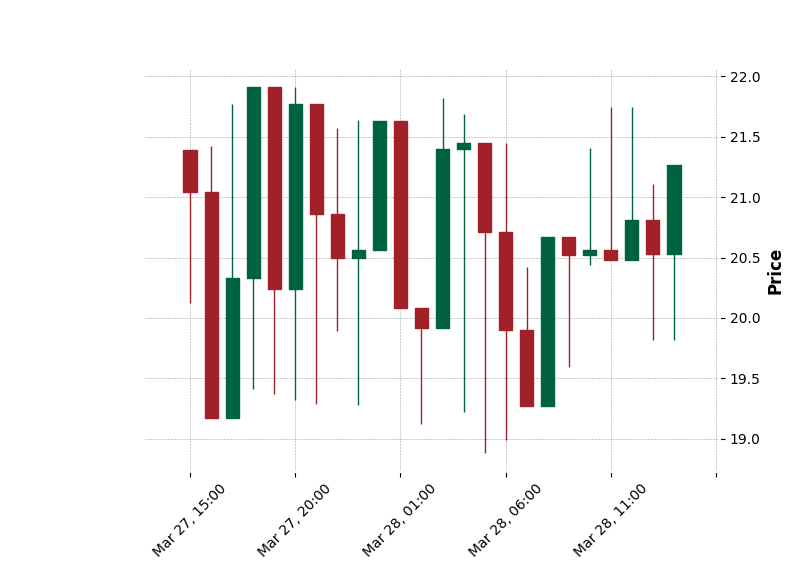 22.0
21.5
21.0
20.5
20.0
19.5
19.0
Price
Mar 27, 15:00
Mar 27, 20:00
Mar 28, 01:00
Mar 28, 06:00
Mar 28, 11:00